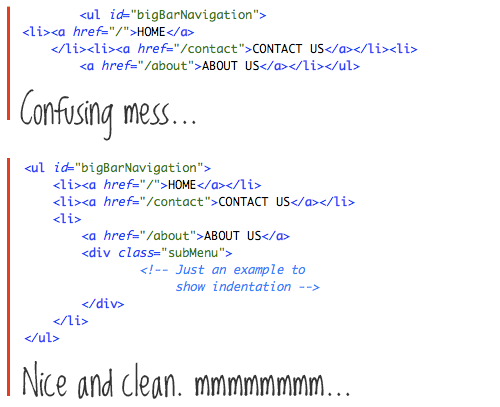 <ul id="bigBarNavigation">
<li><a href="/">HOME</a>
</li><li><a href="/contact">CONTACT US</a></li><li>
<a href="/about">ABOUT US</a></li></ul>
Confusing mess...
<ul id="bigBarNavigation">
<li><a href="/">HOME</a></li>
<li><a href="/contact">CONTACT US</a></li>
<li>
<a href="/about">ABOUT US</a>
<div class="subMenu">
<!-- Just an example to
show indentation -->
</div>
</li>
</ul>
Nice and clean. mmmmmmmm...